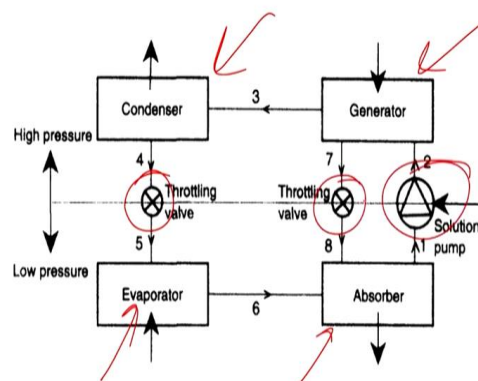 Condenser
3
Generator
High pressure
4
7
2
Throttling
valve
Throttling
valve
Solution
pump
5
8
1
Low pressure
Evaporator
6
Absorber